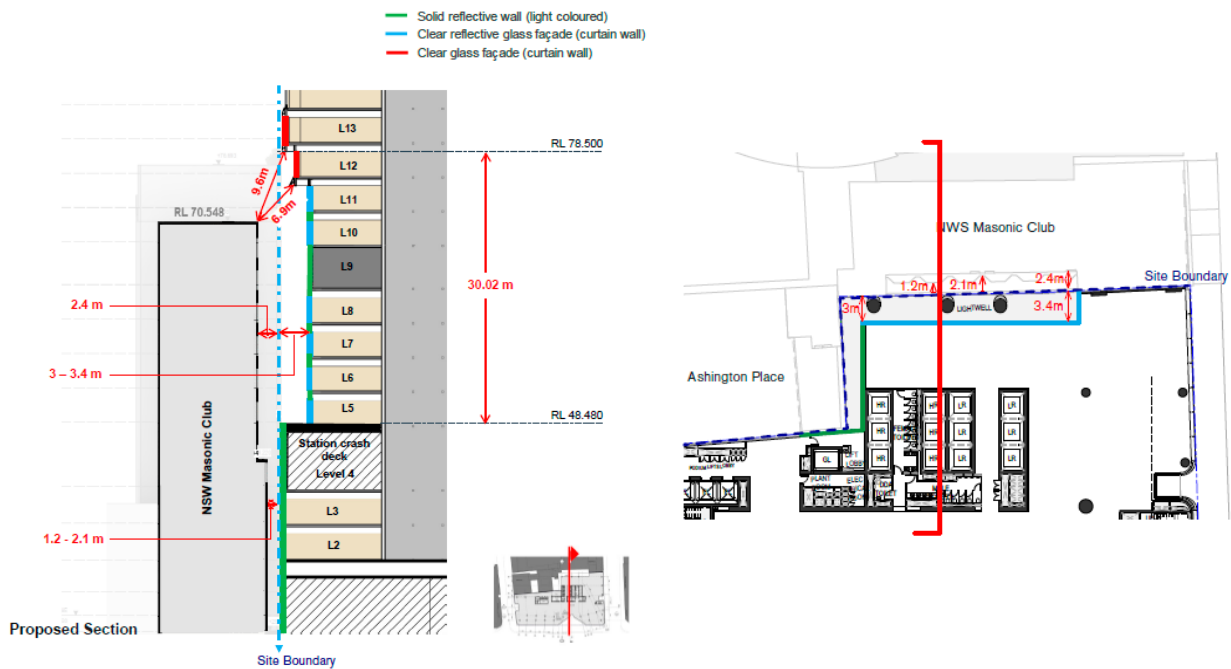 Solid reflective wall (light coloured)
Clear reflective glass façade (curtain wall)
Clear glass façade (curtain wall)
L13
RL 78.500
L12
9.6m
6.9m
RL 70.548
L11
L10
L9
30.02 m
2.4 m
L8
L7
3 – 3.4 m
L6
L5
RL 48.480
Station crash
deck
Level 4
NSW Masonic Club
L3
1.2 - 2.1 m
L2
Proposed Section
Site Boundary
NWS Masonic Club
Site Boundary
1.2m
2.1m
2.4m
3m
LIGHTWELL
3.4m
Ashington Place
HR
HR
LR
LR
HR
HR
LR
LR
HR
HR
LR
LR
GL
LIFT
LOBBY
PLANT
ELEC